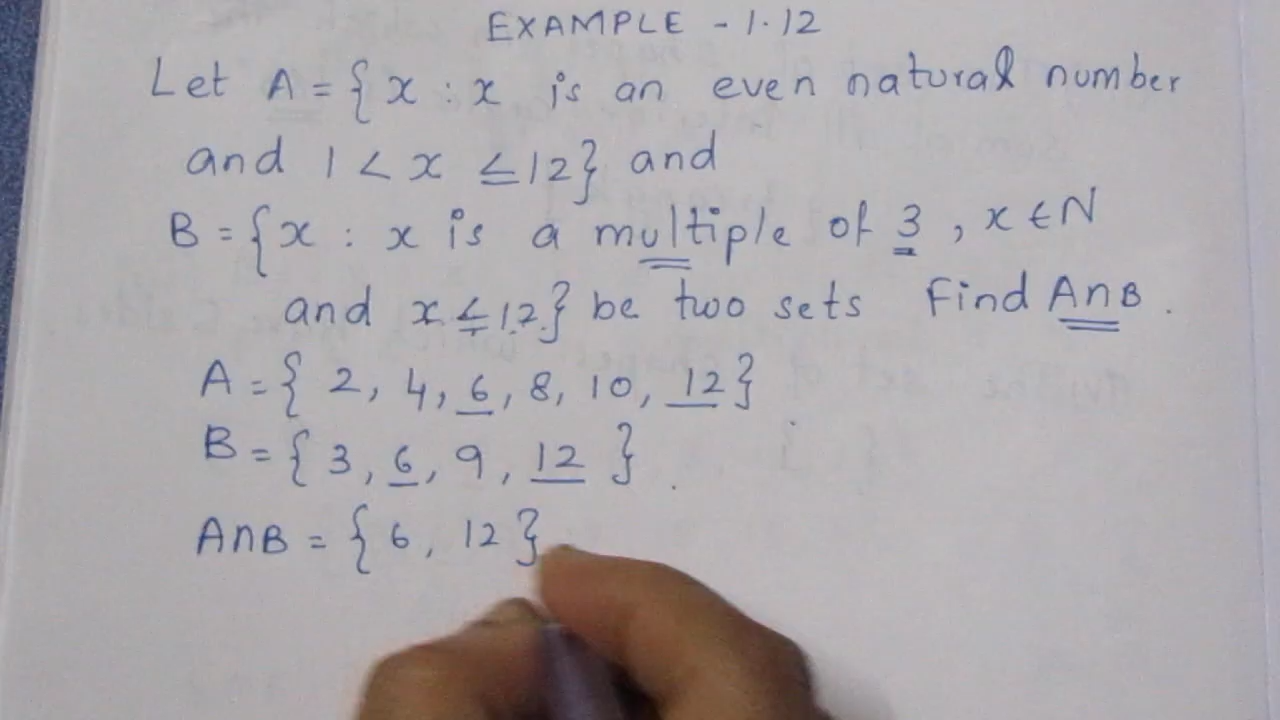 EXAMPLE - 1.12
Let A = { x : x is an even natural number
and 1 < x ≤ 12} and
B = { x : x is a multiple of 3 , x ∈ N
and x ≤ 12} be two sets Find A∩B .
A = { 2, 4, 6, 8, 10, 12 }
B = { 3, 6, 9, 12 }
A∩B = { 6, 12 }